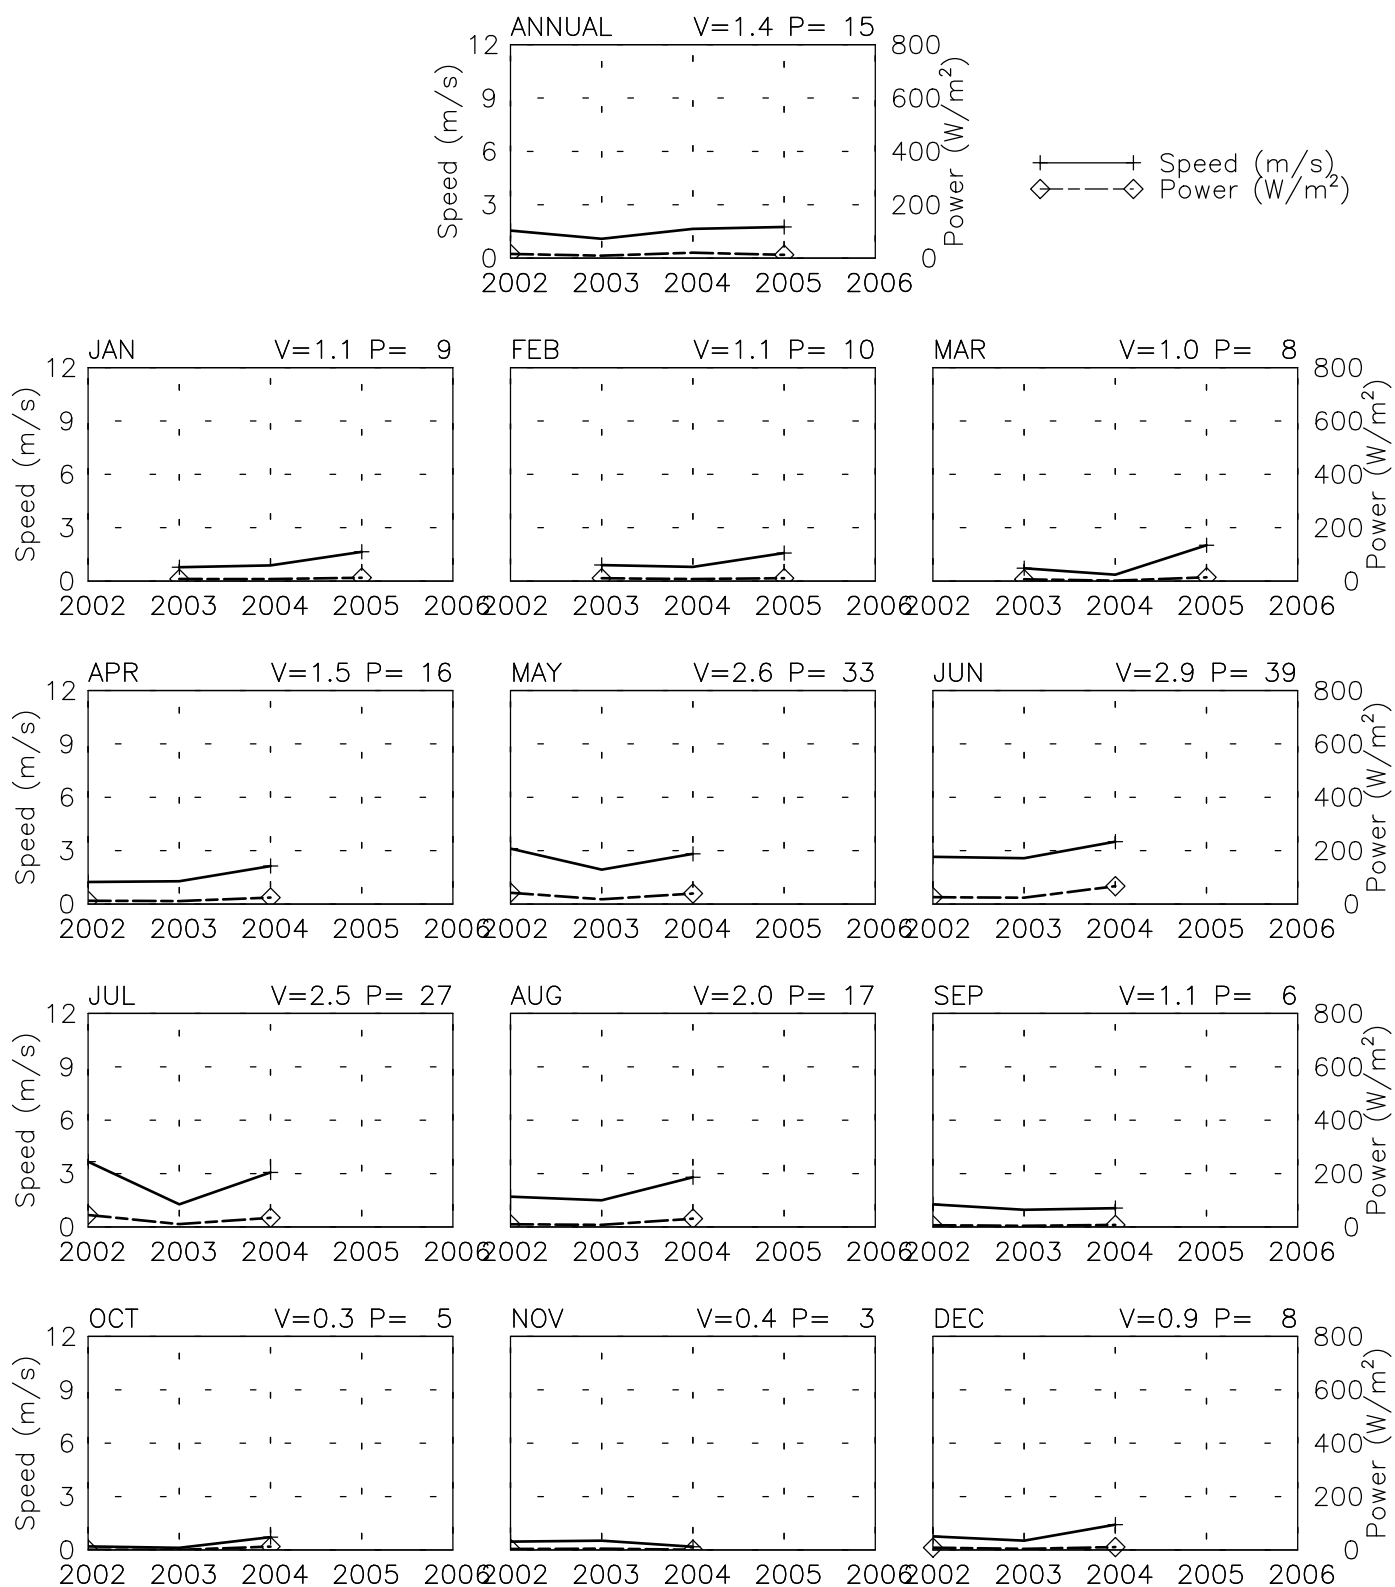 ANNUAL V=1.4 P= 15
12 800
9 600
6 400
3 200
0 0
Speed (m/s)
Power (W/m²)
2002 2003 2004 2005 2006
Speed (m/s)
Power (W/m²)
JAN V=1.1 P= 9 FEB V=1.1 P= 10 MAR V=1.0 P= 8
12 800
9 600
6 400
3 200
0 0
Speed (m/s)
Power (W/m²)
2002 2003 2004 2005 2006 2002 2003 2004 2005 2006 2002 2003 2004 2005 2006
APR V=1.5 P= 16 MAY V=2.6 P= 33 JUN V=2.9 P= 39
12 800
9 600
6 400
3 200
0 0
Speed (m/s)
Power (W/m²)
2002 2003 2004 2005 2006 2002 2003 2004 2005 2006 2002 2003 2004 2005 2006
JUL V=2.5 P= 27 AUG V=2.0 P= 17 SEP V=1.1 P= 6
12 800
9 600
6 400
3 200
0 0
Speed (m/s)
Power (W/m²)
2002 2003 2004 2005 2006 2002 2003 2004 2005 2006 2002 2003 2004 2005 2006
OCT V=0.3 P= 5 NOV V=0.4 P= 3 DEC V=0.9 P= 8
12 800
9 600
6 400
3 200
0 0
Speed (m/s)
Power (W/m²)
2002 2003 2004 2005 2006 2002 2003 2004 2005 2006 2002 2003 2004 2005 2006